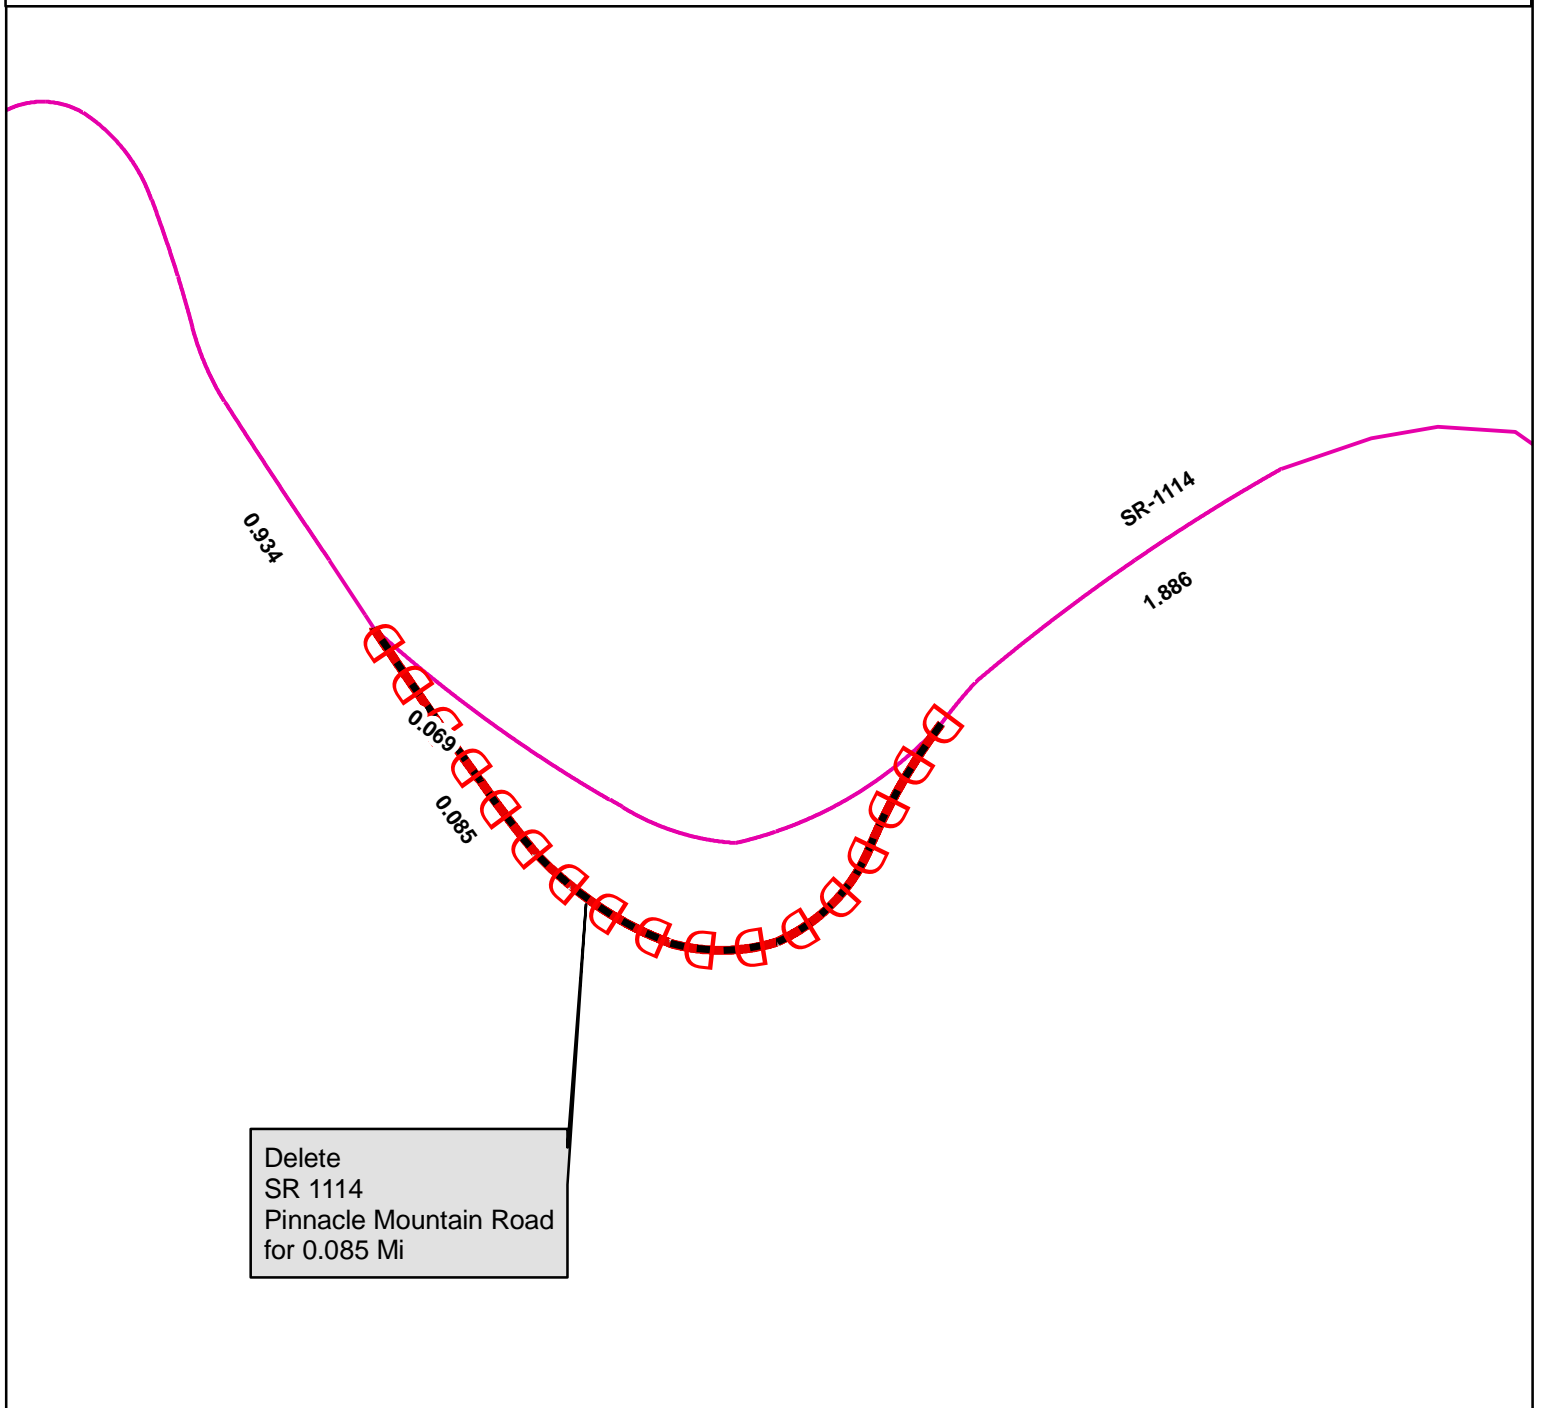 SR-1114
0.934
1.886
0.069
0.085
Delete
SR 1114
Pinnacle Mountain Road
for 0.085 Mi